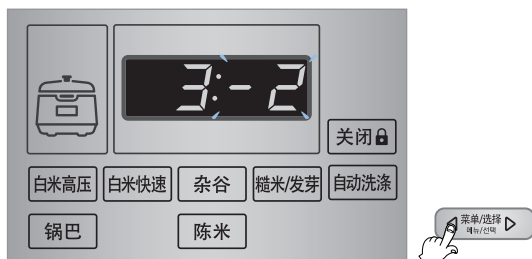 3:-2
关闭
白米高压 白米快速 杂谷 糙米/发芽 自动洗涤
锅巴 陈米
菜单/选择
메뉴/선택